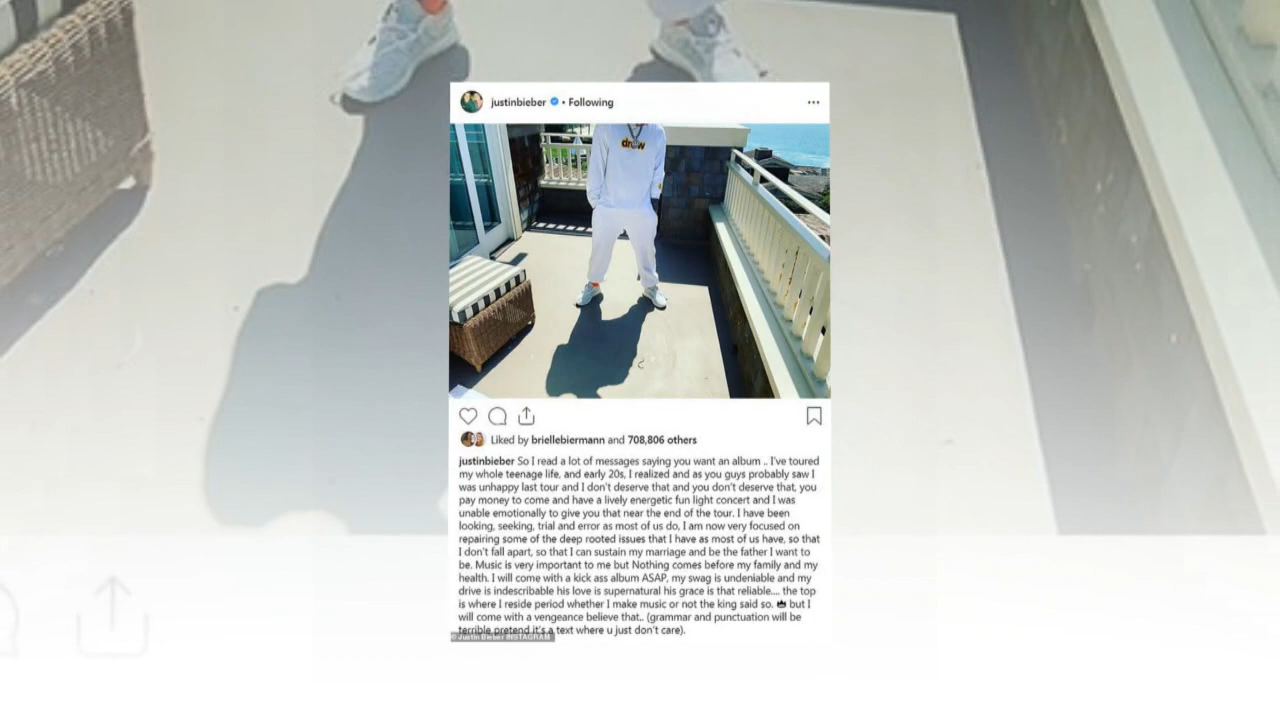 justinbieber • Following
drew
Liked by briellebiermann and 708,806 others
justinbieber So I read a lot of messages saying you want an album .. I've toured
my whole teenage life, and early 20s, I realized and as you guys probably saw I
was unhappy last tour and I don't deserve that and you don't deserve that, you
pay money to come and have a lively energetic fun light concert and I was
unable emotionally to give you that near the end of the tour. I have been
looking, seeking, trial and error as most of us do, I am now very focused on
repairing some of the deep rooted issues that I have as most of us have, so that
I don't fall apart, so that I can sustain my marriage and be the father I want to
be. Music is very important to me but Nothing comes before my family and my
health. I will come with a kick ass album ASAP, my swag is undeniable and my
drive is indescribable his love is supernatural his grace is that reliable.... the top
is where I reside period whether I make music or not the king said so. 👑 but I
will come with a vengeance believe that.. (grammar and punctuation will be
terrible pretend it's a text where u just don't care).
© Justin Bieber INSTAGRAM